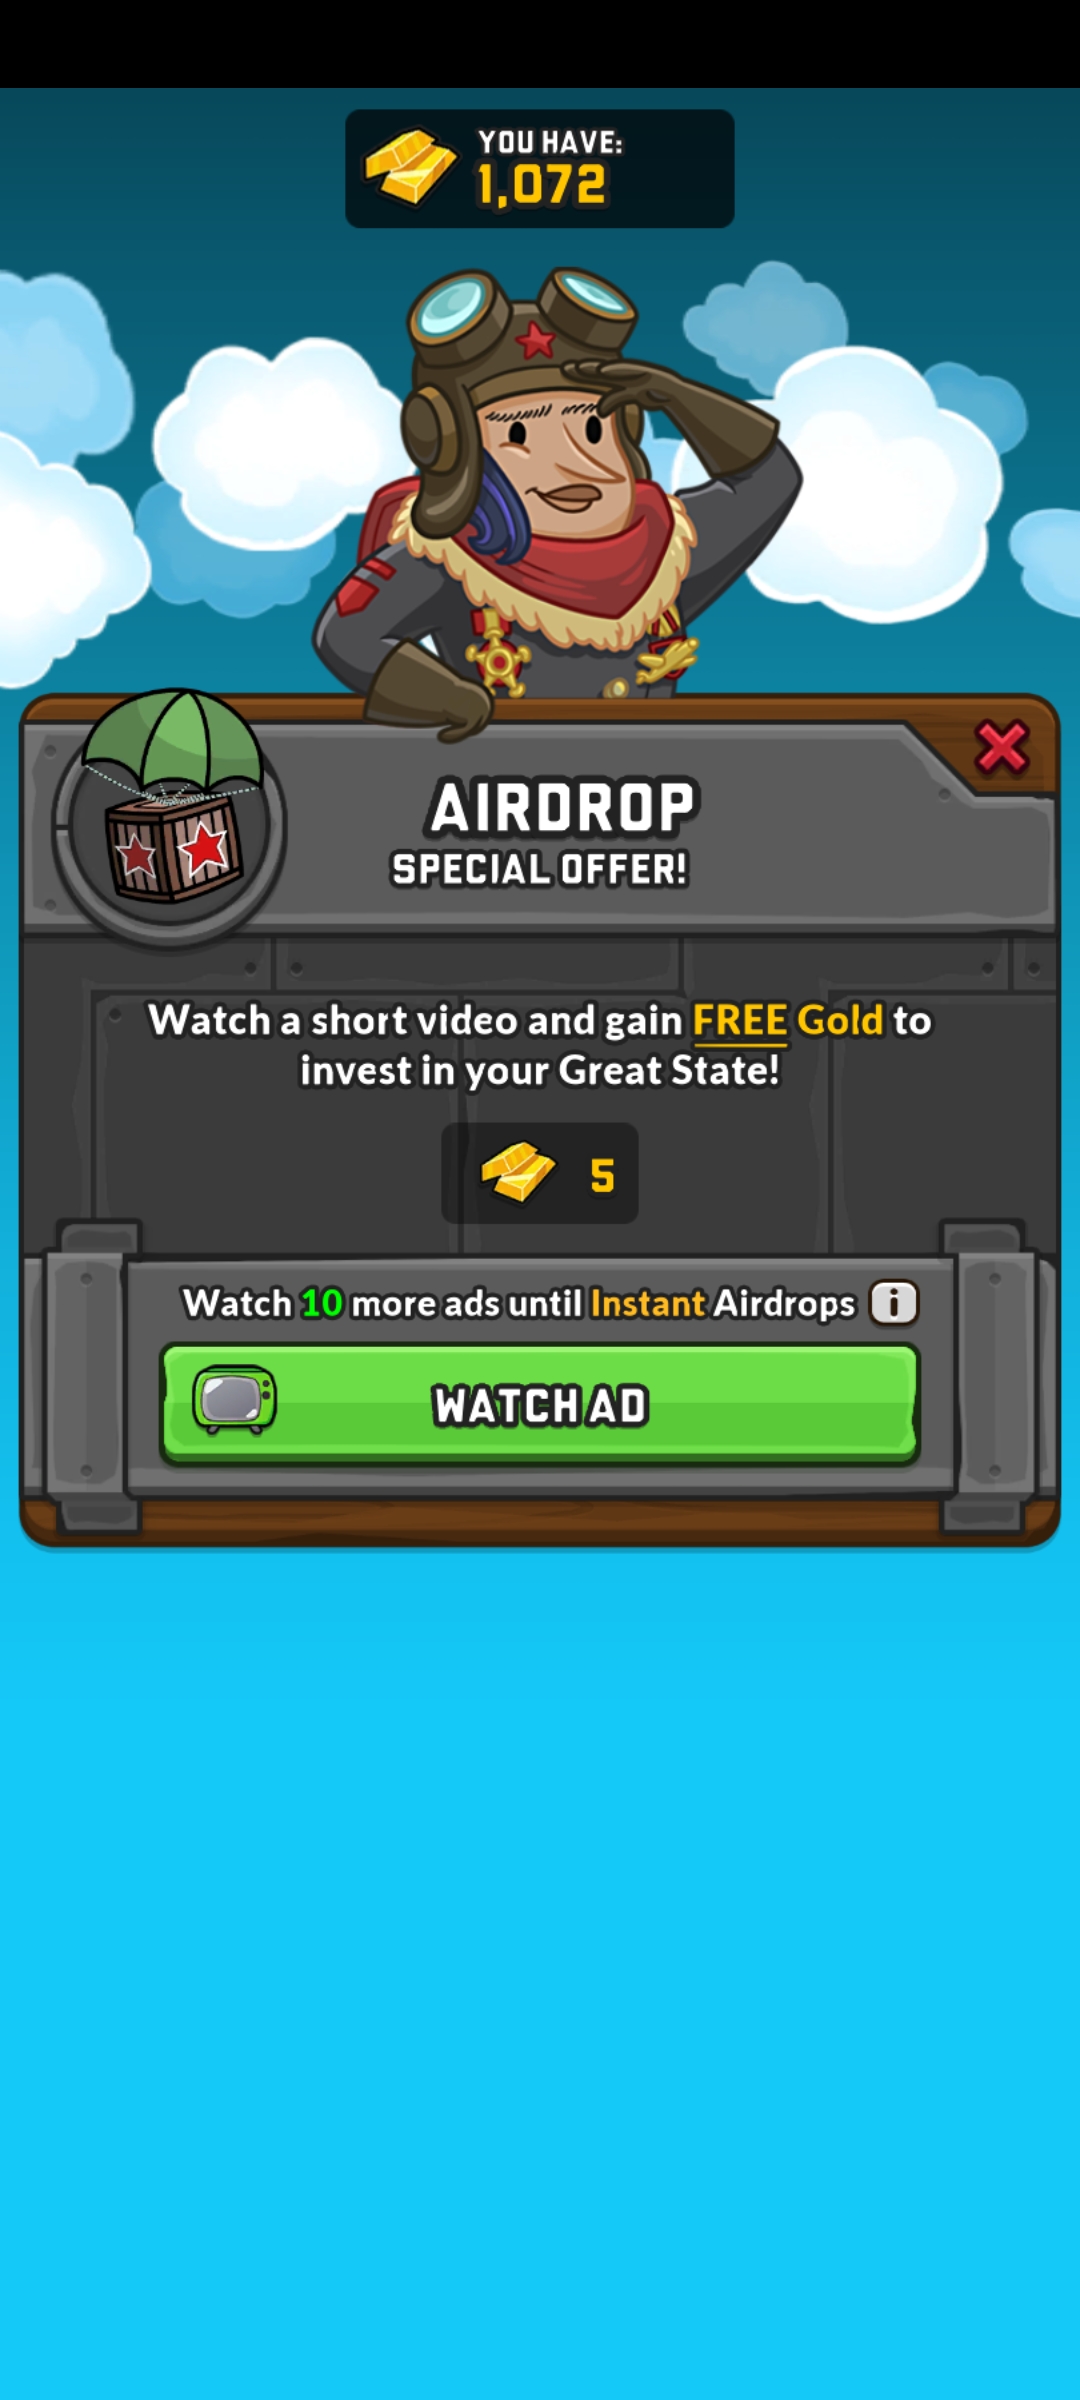 YOU HAVE:
1,072
AIRDROP
SPECIAL OFFER!
Watch a short video and gain FREE Gold to
invest in your Great State!
5
Watch 10 more ads until Instant Airdrops i
WATCH AD